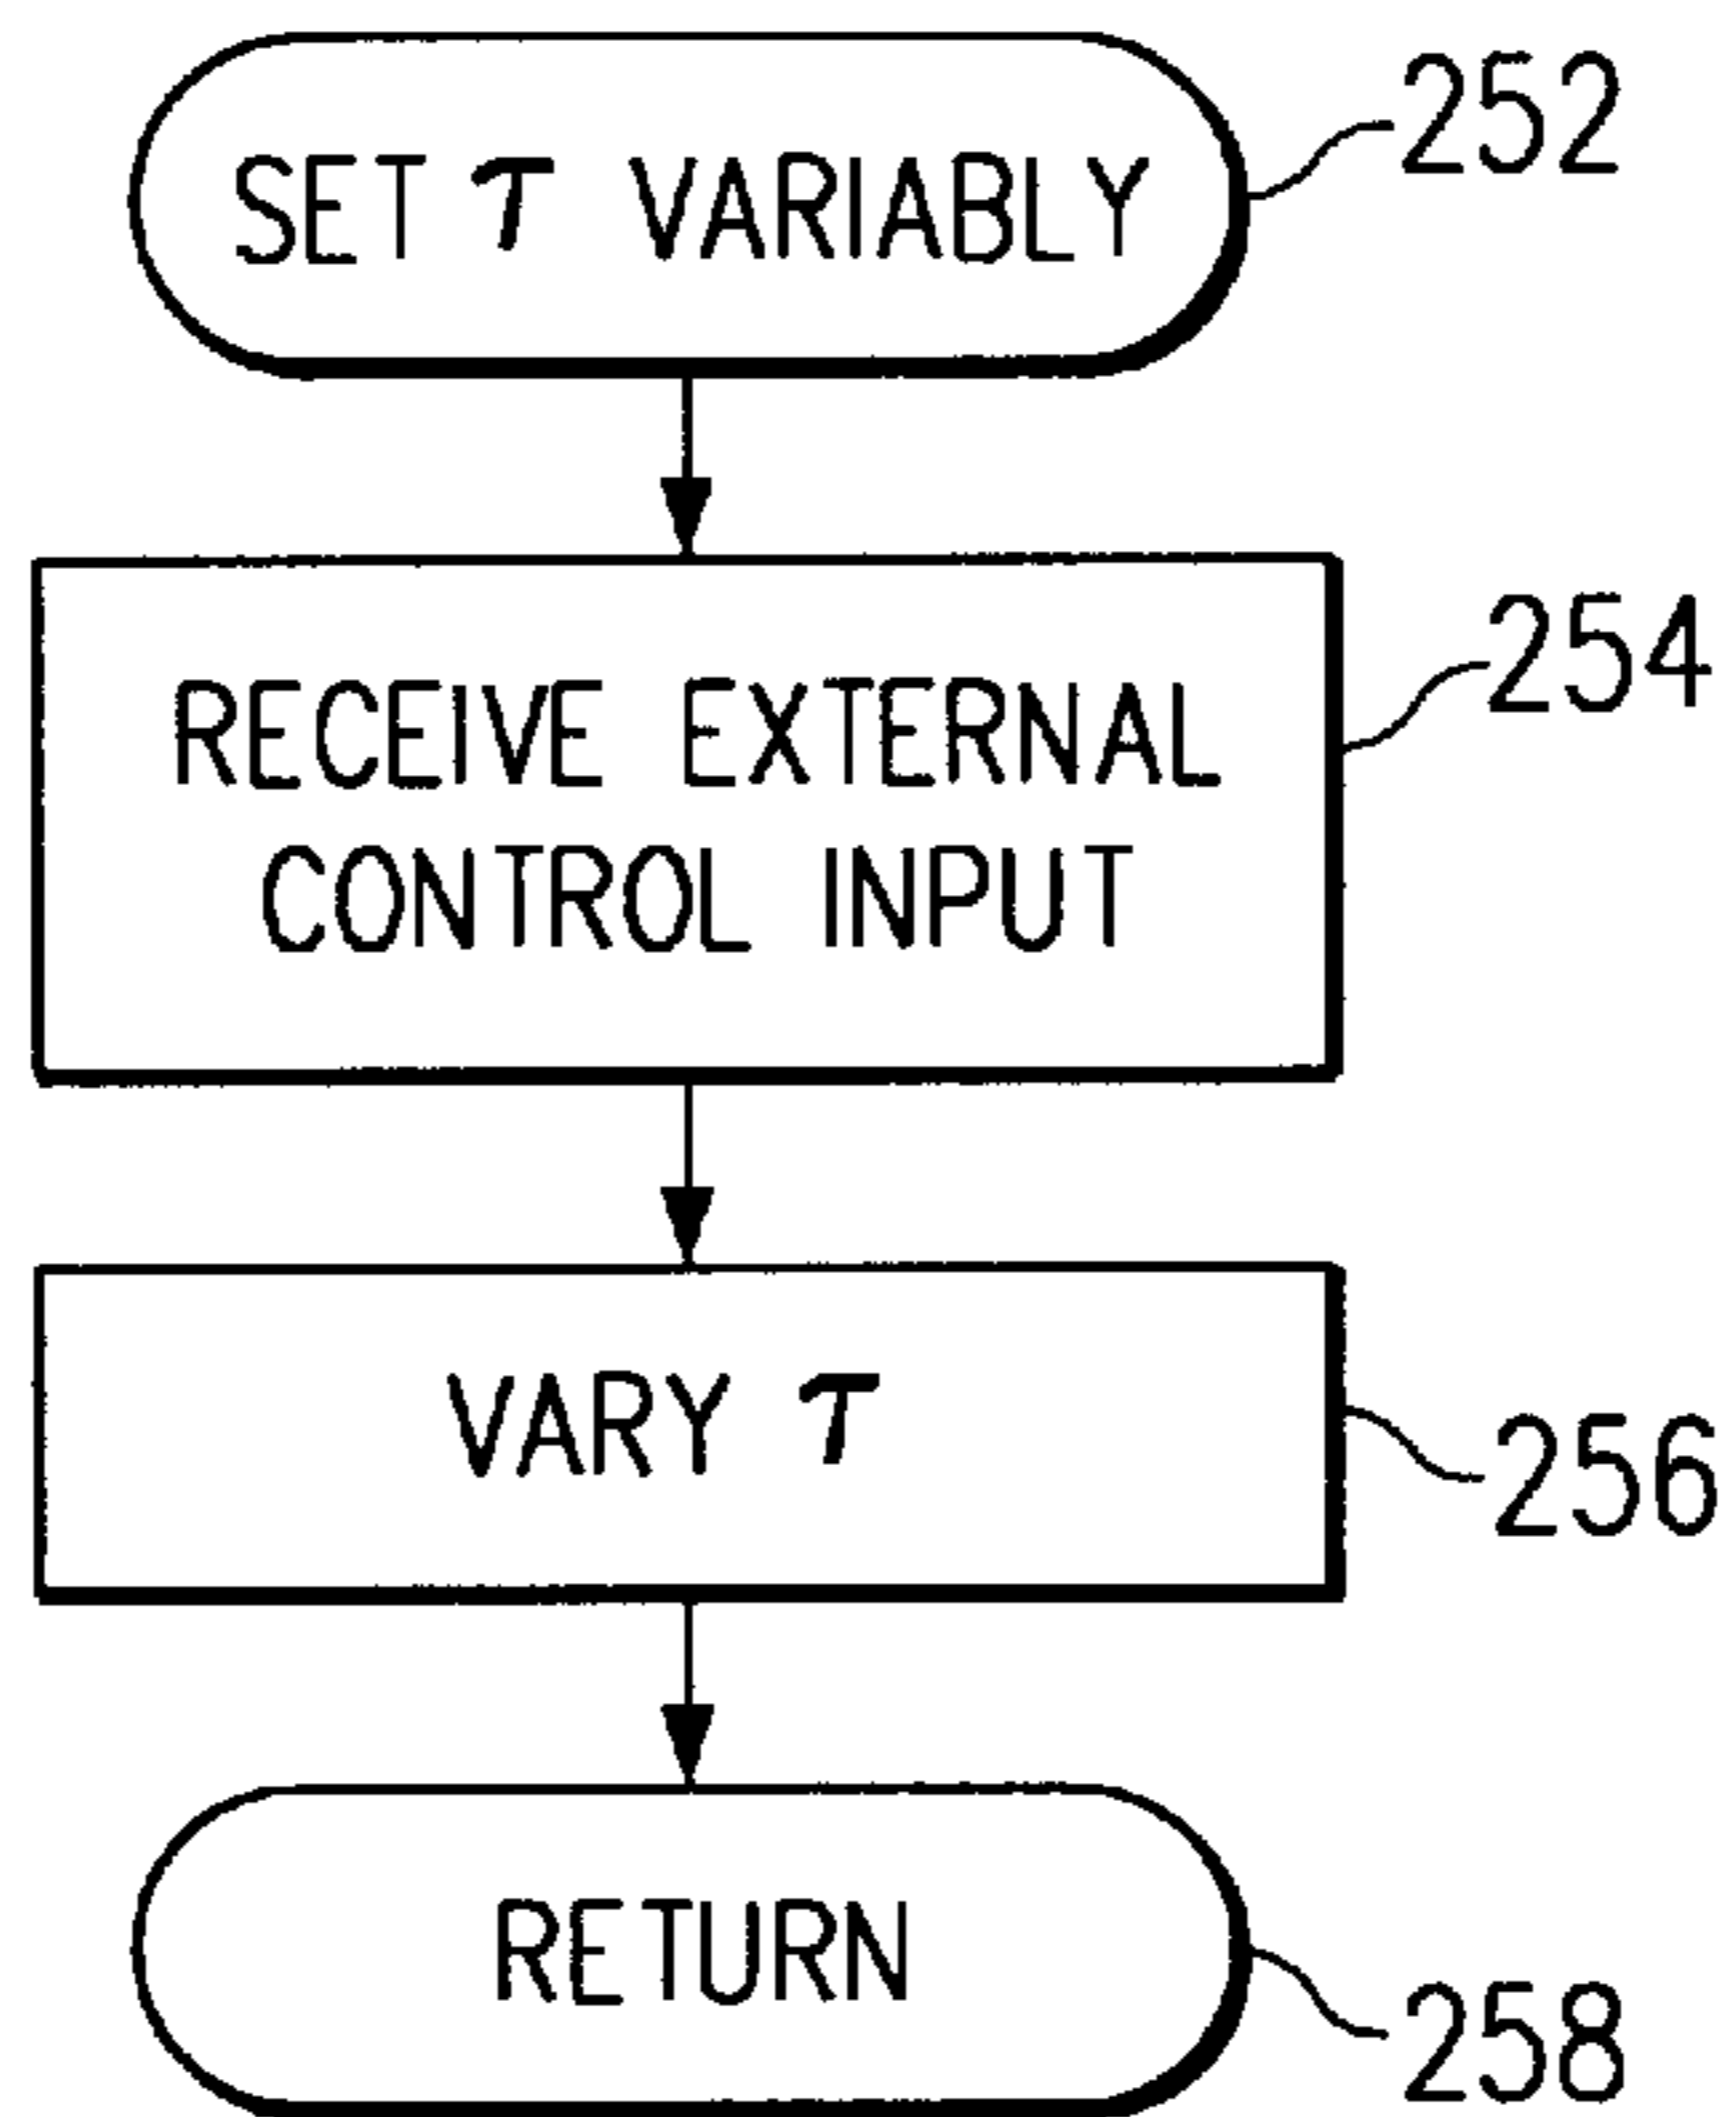 SET τ VARIABLY
252
RECEIVE EXTERNAL
CONTROL INPUT
254
VARY τ
256
RETURN
258